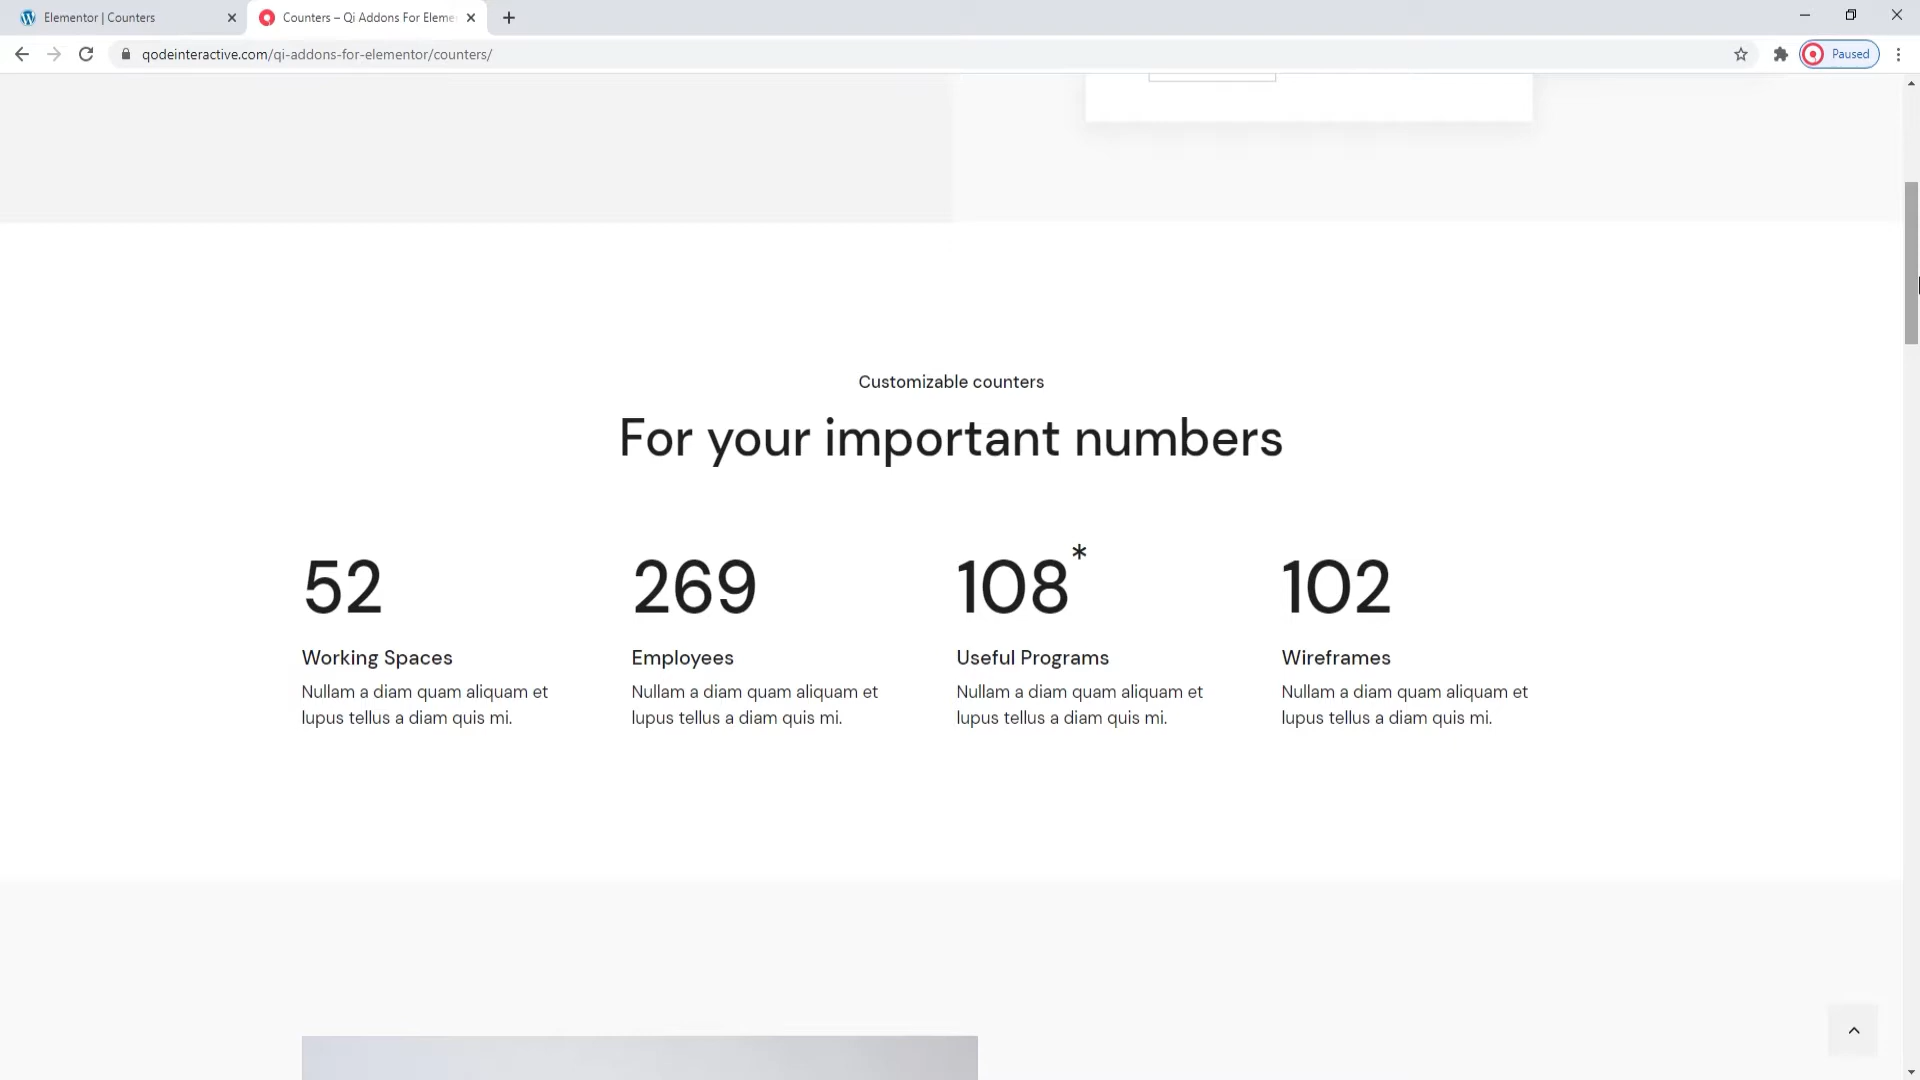 Elementor | Counters
Counters – Qi Addons For Eleme
qodeinteractive.com/qi-addons-for-elementor/counters/
Paused
Customizable counters
For your important numbers
52
269
108*
102
Working Spaces
Employees
Useful Programs
Wireframes
Nullam a diam quam aliquam et
lupus tellus a diam quis mi.
Nullam a diam quam aliquam et
lupus tellus a diam quis mi.
Nullam a diam quam aliquam et
lupus tellus a diam quis mi.
Nullam a diam quam aliquam et
lupus tellus a diam quis mi.